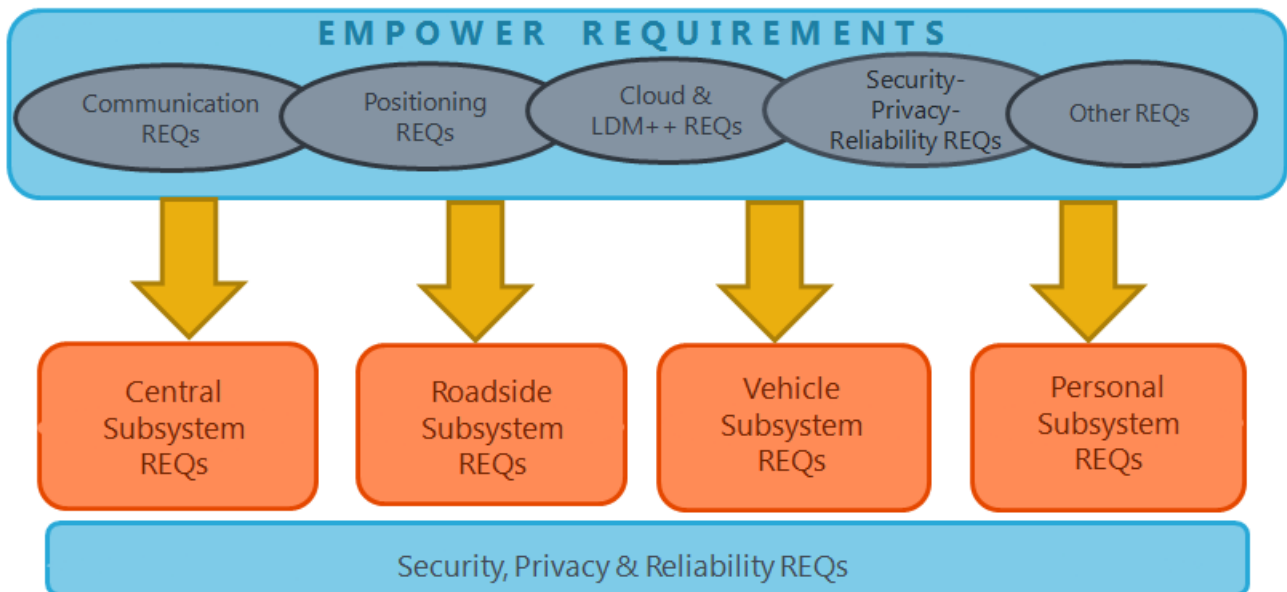 EMPOWER REQUIREMENTS
Communication
REQs
Positioning
REQs
Cloud &
LDM++ REQs
Security-
Privacy-
Reliability REQs
Other REQs
Central
Subsystem
REQs
Roadside
Subsystem
REQs
Vehicle
Subsystem
REQs
Personal
Subsystem
REQs
Security, Privacy & Reliability REQs